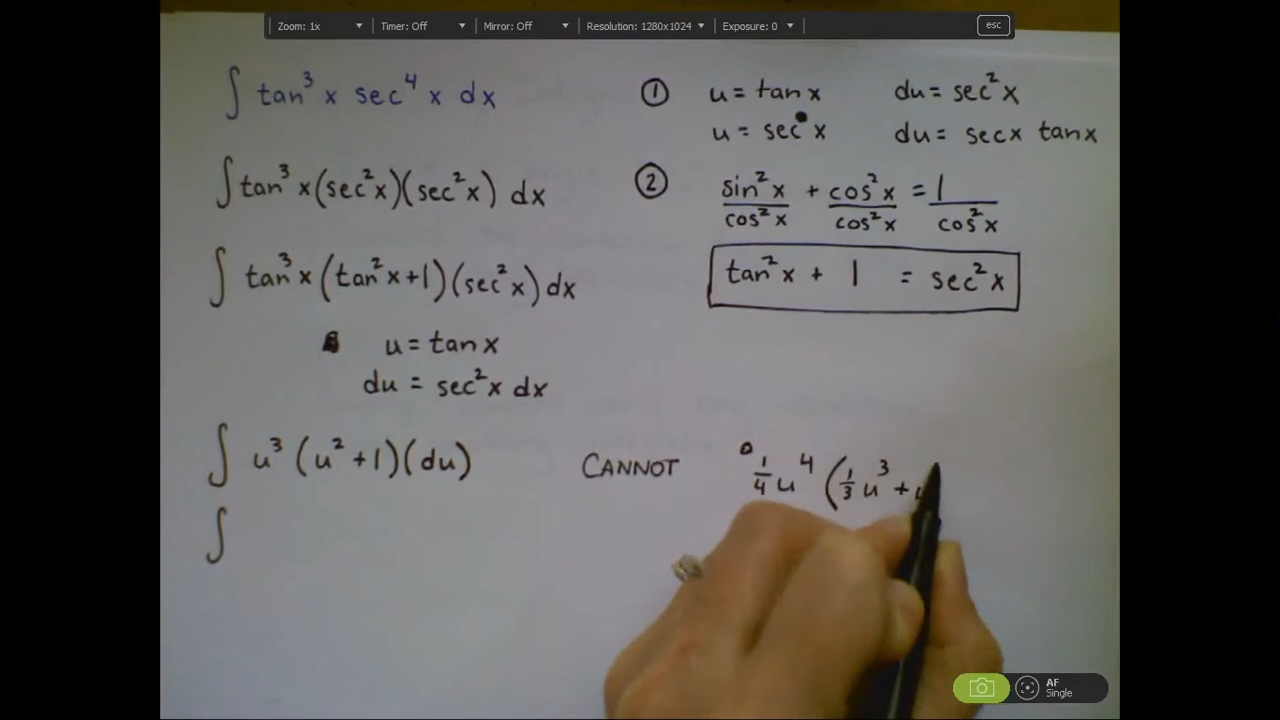 Zoom: 1x Timer: Off Mirror: Off Resolution: 1280x1024 Exposure: 0 esc
∫ tan³ x sec⁴ x dx
∫ tan³ x (sec² x)(sec² x) dx
∫ tan³ x (tan² x + 1)(sec² x) dx
u = tan x
du = sec² x dx
∫ u³ (u² + 1)(du)
∫
① u = tan x du = sec² x
u = sec x du = sec x tan x
② sin² x / cos² x + cos² x / cos² x = 1 / cos² x
tan² x + 1 = sec² x
CANNOT 1/4 u⁴ (1/3 u³ +
AF
Single